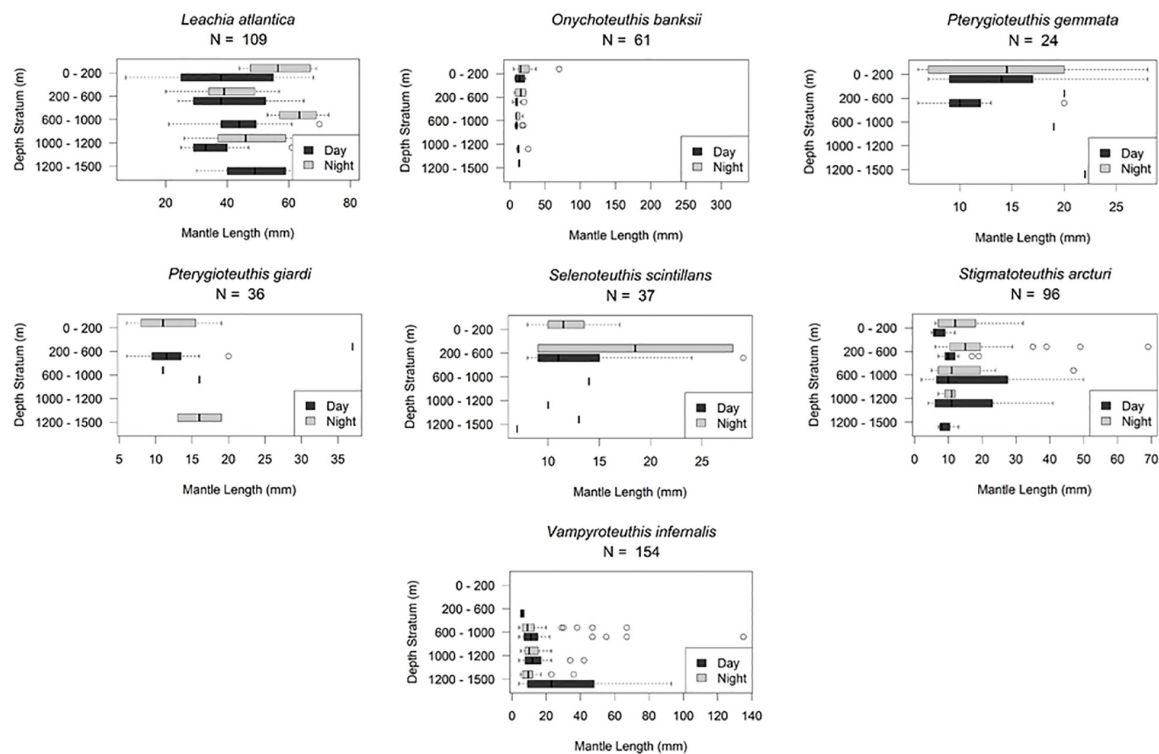 Leachia atlantica
N = 109
Depth Stratum (m)
0 - 200
200 - 600
600 - 1000
1000 - 1200
1200 - 1500
Day
Night
20 40 60 80
Mantle Length (mm)
Onychoteuthis banksii
N = 61
Depth Stratum (m)
0 - 200
200 - 600
600 - 1000
1000 - 1200
1200 - 1500
Day
Night
0 50 100 150 200 250 300
Mantle Length (mm)
Pterygioteuthis gemmata
N = 24
Depth Stratum (m)
0 - 200
200 - 600
600 - 1000
1000 - 1200
1200 - 1500
Day
Night
10 15 20 25
Mantle Length (mm)
Pterygioteuthis giardi
N = 36
Depth Stratum (m)
0 - 200
200 - 600
600 - 1000
1000 - 1200
1200 - 1500
Day
Night
5 10 15 20 25 30 35
Mantle Length (mm)
Selenoteuthis scintillans
N = 37
Depth Stratum (m)
0 - 200
200 - 600
600 - 1000
1000 - 1200
1200 - 1500
Day
Night
10 15 20 25
Mantle Length (mm)
Stigmatoteuthis arcturi
N = 96
Depth Stratum (m)
0 - 200
200 - 600
600 - 1000
1000 - 1200
1200 - 1500
Day
Night
0 10 20 30 40 50 60 70
Mantle Length (mm)
Vampyroteuthis infernalis
N = 154
Depth Stratum (m)
0 - 200
200 - 600
600 - 1000
1000 - 1200
1200 - 1500
Day
Night
0 20 40 60 80 100 120 140
Mantle Length (mm)